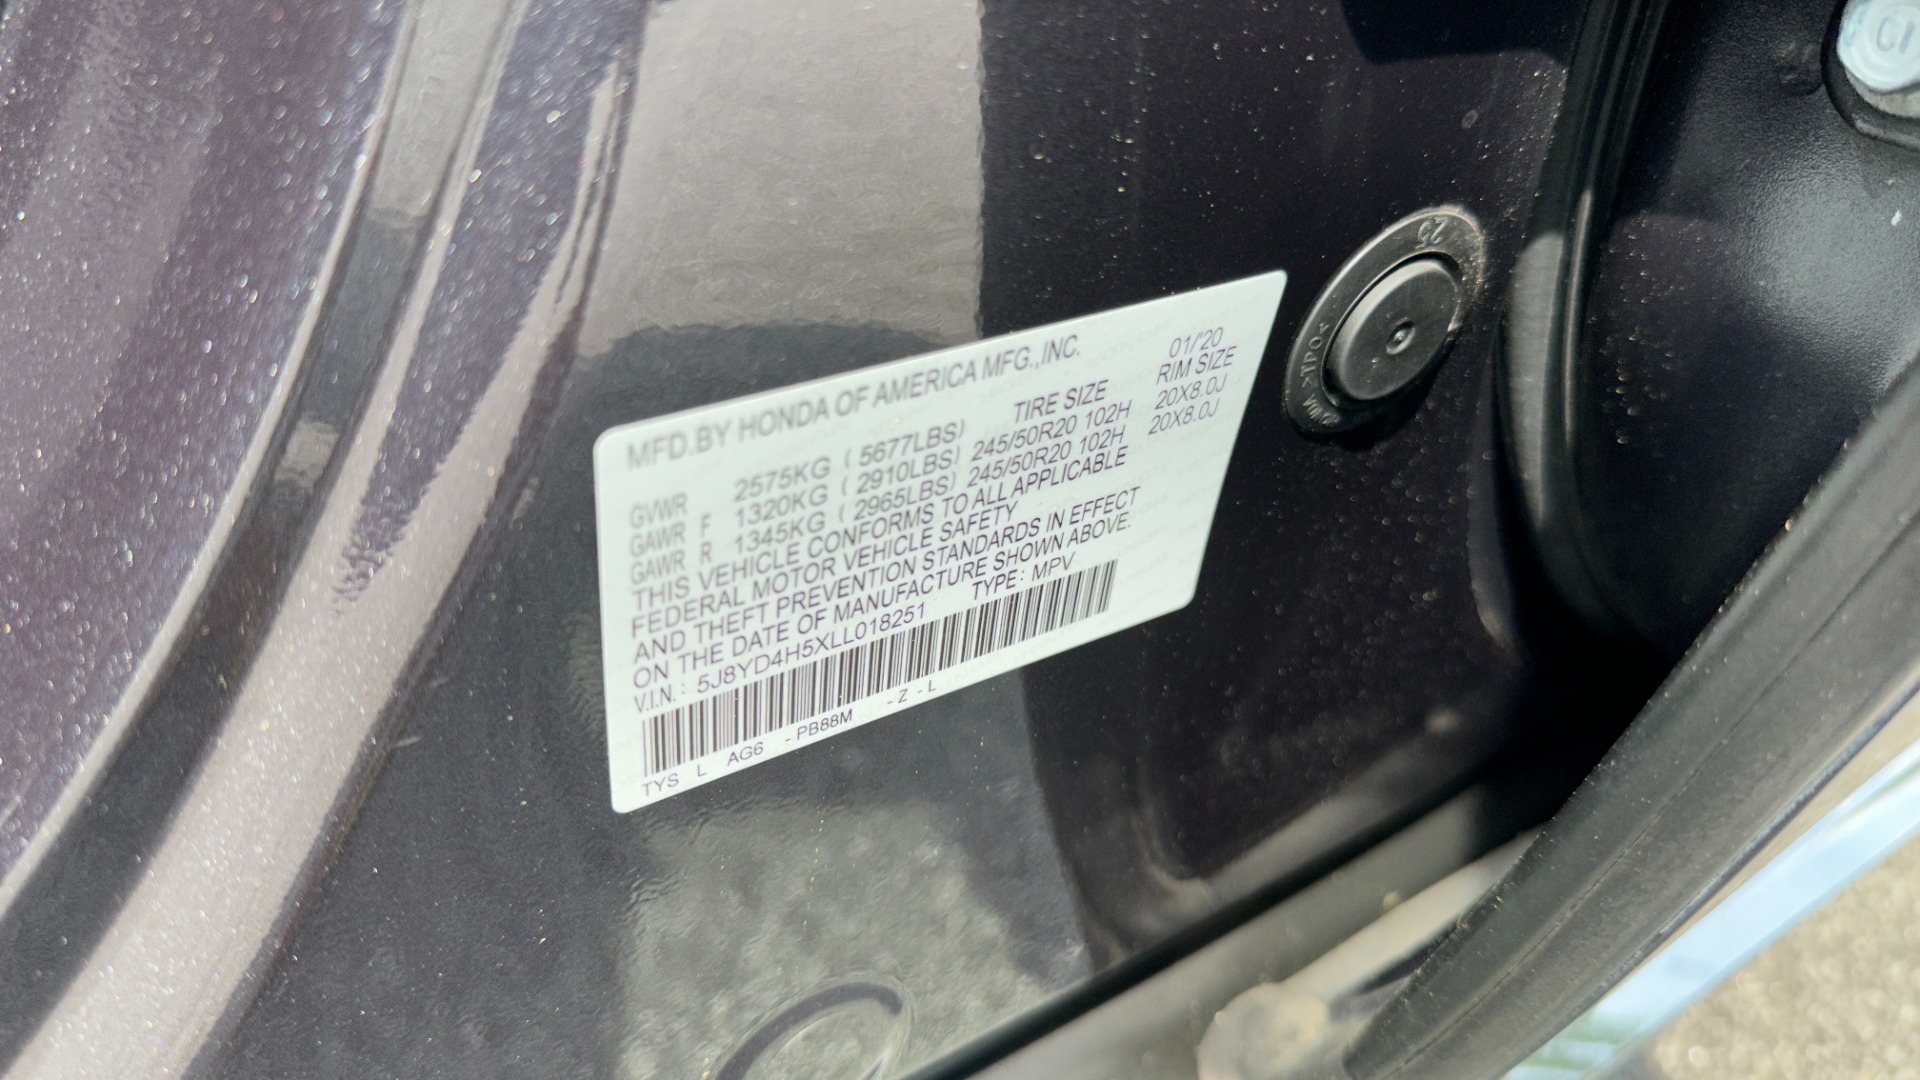 MFD.BY HONDA OF AMERICA MFG.,INC. 01/'20
TIRE SIZE RIM SIZE
GVWR 2575KG ( 5677LBS)
GAWR F 1320KG ( 2910LBS) 245/50R20 102H 20X8.0J
GAWR R 1345KG ( 2965LBS) 245/50R20 102H 20X8.0J
THIS VEHICLE CONFORMS TO ALL APPLICABLE
FEDERAL MOTOR VEHICLE SAFETY
AND THEFT PREVENTION STANDARDS IN EFFECT
ON THE DATE OF MANUFACTURE SHOWN ABOVE.
V.I.N.: 5J8YD4H5XLL018251 TYPE: MPV
TYS L AG6 -PB88M -Z-L
25
>TPO<